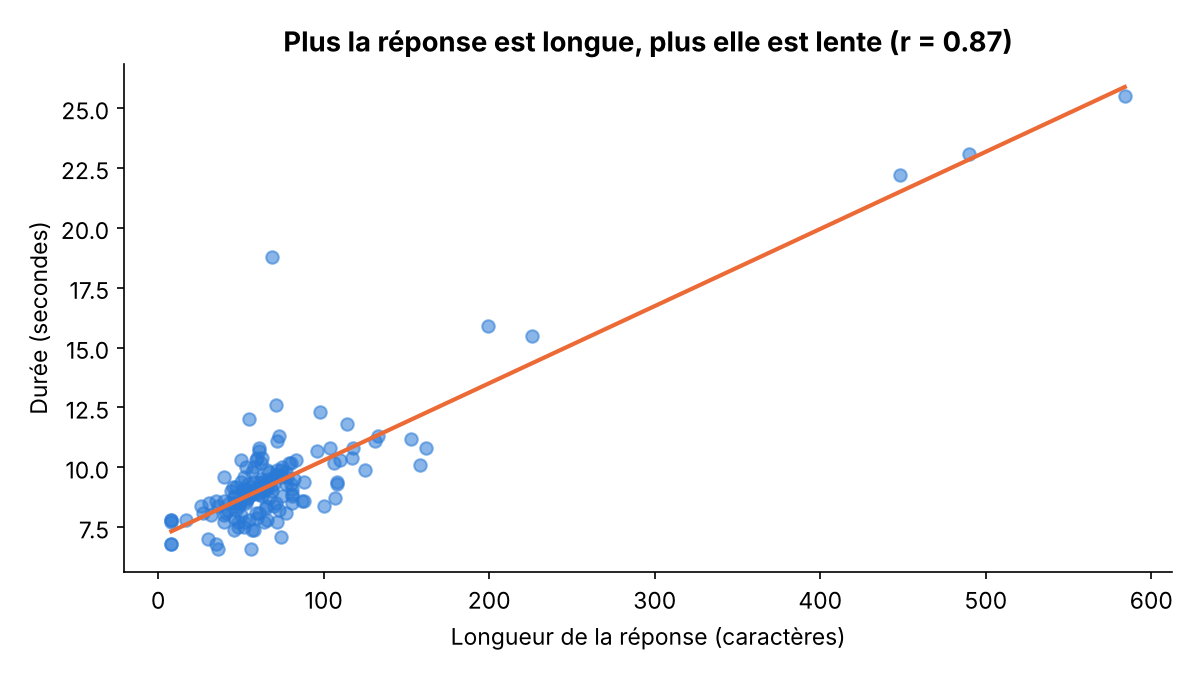 Plus la réponse est longue, plus elle est lente (r = 0.87)
Durée (secondes)
25.0
22.5
20.0
17.5
15.0
12.5
10.0
7.5
0 100 200 300 400 500 600
Longueur de la réponse (caractères)